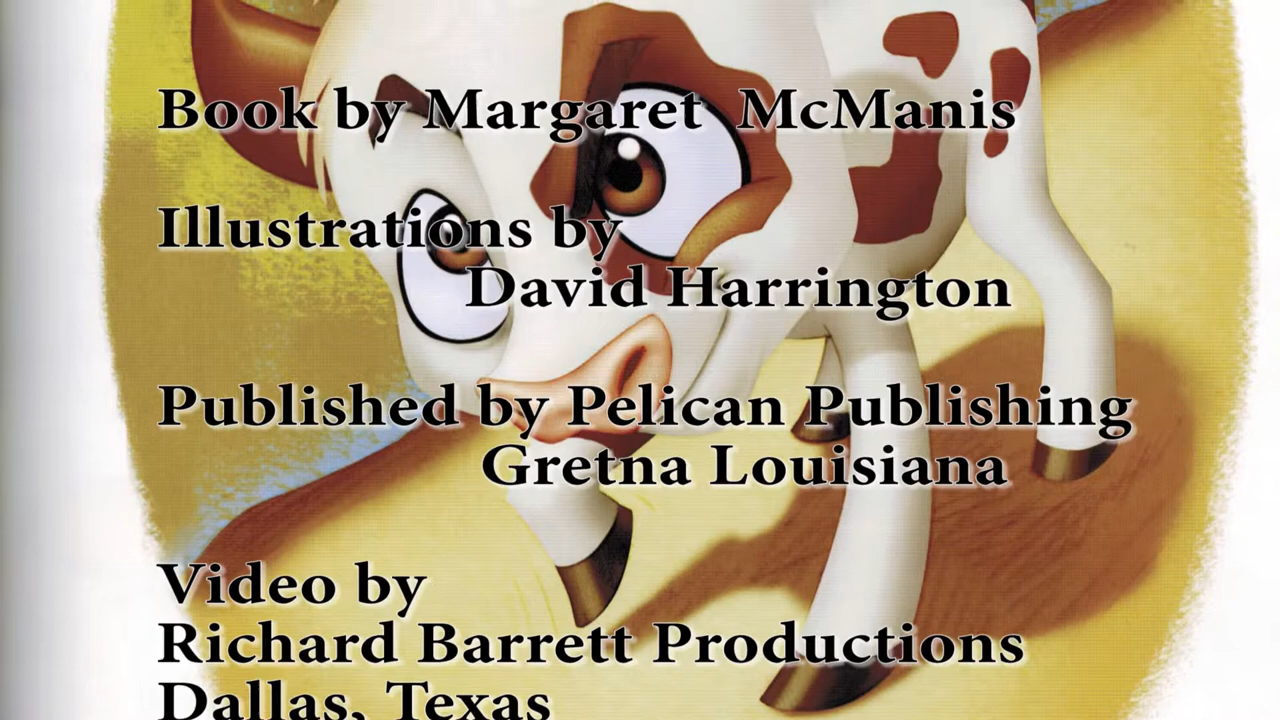 Book by Margaret McManis
Illustrations by
David Harrington
Published by Pelican Publishing
Gretna Louisiana
Video by
Richard Barrett Productions
Dallas, Texas